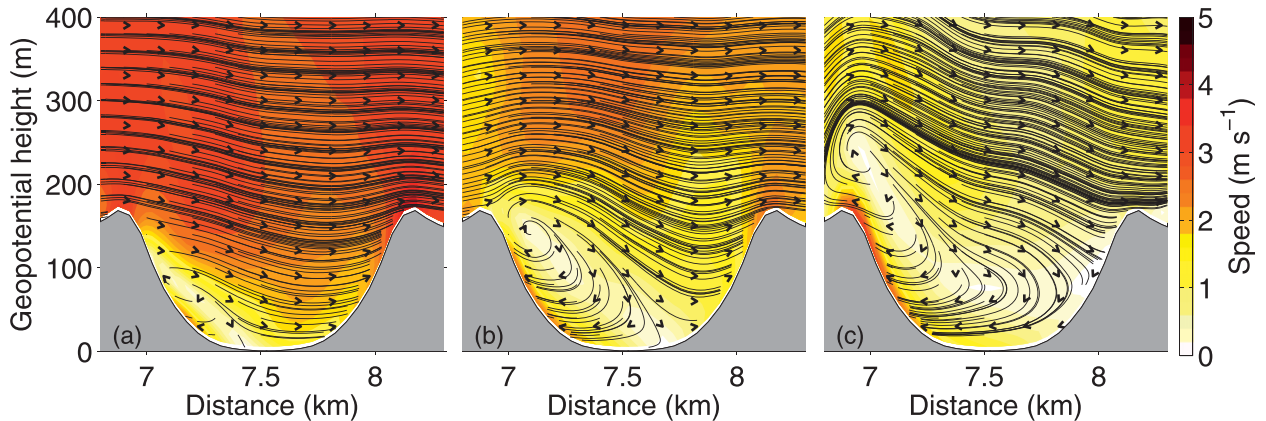 Geopotential height (m)
400
300
200
100
0
(a)
(b)
(c)
7
7.5
8
7
7.5
8
7
7.5
8
Distance (km)
Distance (km)
Distance (km)
5
4
3
2
1
0
Speed (m s⁻¹)